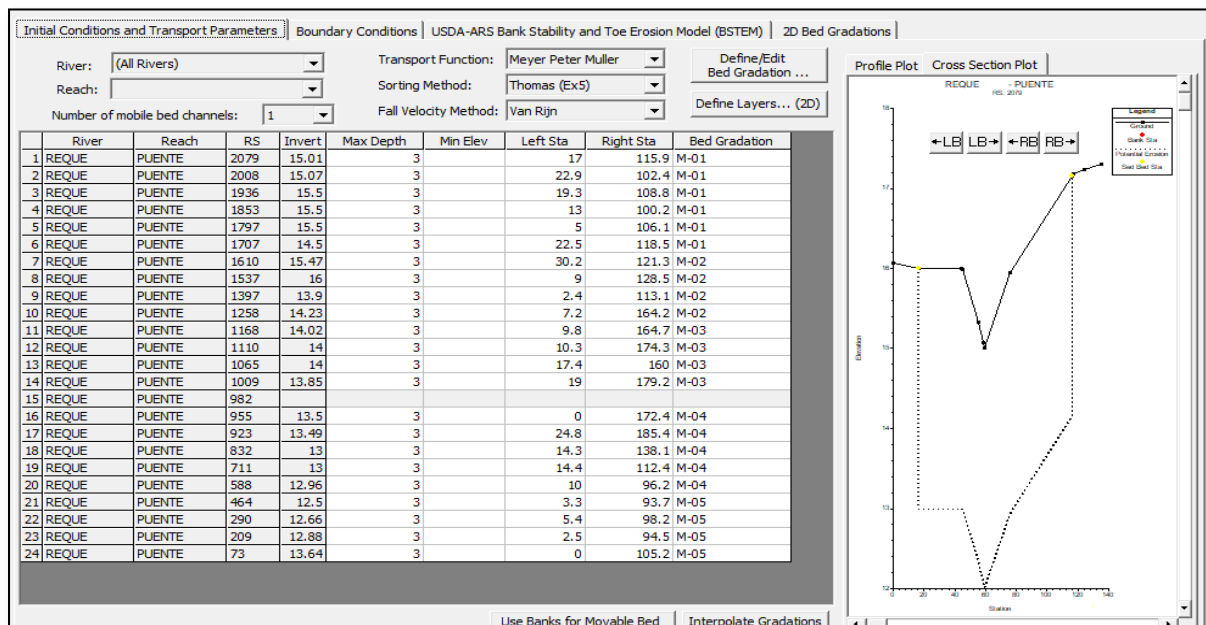 Initial Conditions and Transport Parameters Boundary Conditions USDA-ARS Bank Stability and Toe Erosion Model (BSTEM) 2D Bed Gradations
River: (All Rivers)
Reach:
Number of mobile bed channels: 1
Transport Function: Meyer Peter Muller
Sorting Method: Thomas (Ex5)
Fall Velocity Method: Van Rijn
Define/Edit
Bed Gradation ...
Define Layers... (2D)
River Reach RS Invert Max Depth Min Elev Left Sta Right Sta Bed Gradation
1 REQUE PUENTE 2079 15.01 3 17 115.9 M-01
2 REQUE PUENTE 2008 15.07 3 22.9 102.4 M-01
3 REQUE PUENTE 1936 15.5 3 19.3 108.8 M-01
4 REQUE PUENTE 1853 15.5 3 13 100.2 M-01
5 REQUE PUENTE 1797 15.5 3 5 106.1 M-01
6 REQUE PUENTE 1707 14.5 3 22.5 118.5 M-01
7 REQUE PUENTE 1610 15.47 3 30.2 121.3 M-02
8 REQUE PUENTE 1537 16 3 9 128.5 M-02
9 REQUE PUENTE 1397 13.9 3 2.4 113.1 M-02
10 REQUE PUENTE 1258 14.23 3 7.2 164.2 M-02
11 REQUE PUENTE 1168 14.02 3 9.8 164.7 M-03
12 REQUE PUENTE 1110 14 3 10.3 174.3 M-03
13 REQUE PUENTE 1065 14 3 17.4 160 M-03
14 REQUE PUENTE 1009 13.85 3 19 179.2 M-03
15 REQUE PUENTE 982
16 REQUE PUENTE 955 13.5 3 0 172.4 M-04
17 REQUE PUENTE 923 13.49 3 24.8 185.4 M-04
18 REQUE PUENTE 832 13 3 14.3 138.1 M-04
19 REQUE PUENTE 711 13 3 14.4 112.4 M-04
20 REQUE PUENTE 588 12.96 3 10 96.2 M-04
21 REQUE PUENTE 464 12.5 3 3.3 93.7 M-05
22 REQUE PUENTE 290 12.66 3 5.4 98.2 M-05
23 REQUE PUENTE 209 12.88 3 2.5 94.5 M-05
24 REQUE PUENTE 73 13.64 3 0 105.2 M-05
Use Banks for Movable Bed Interpolate Gradations
Profile Plot Cross Section Plot
REQUE - PUENTE
RS: 2079
←LB LB→ ←RB RB→
Legend
Ground
Bank Sta
Potential Erosion
Sed Bed Sta
18
17
16
15
14
13
12
Elevation
0 20 40 60 80 100 120 140
Station